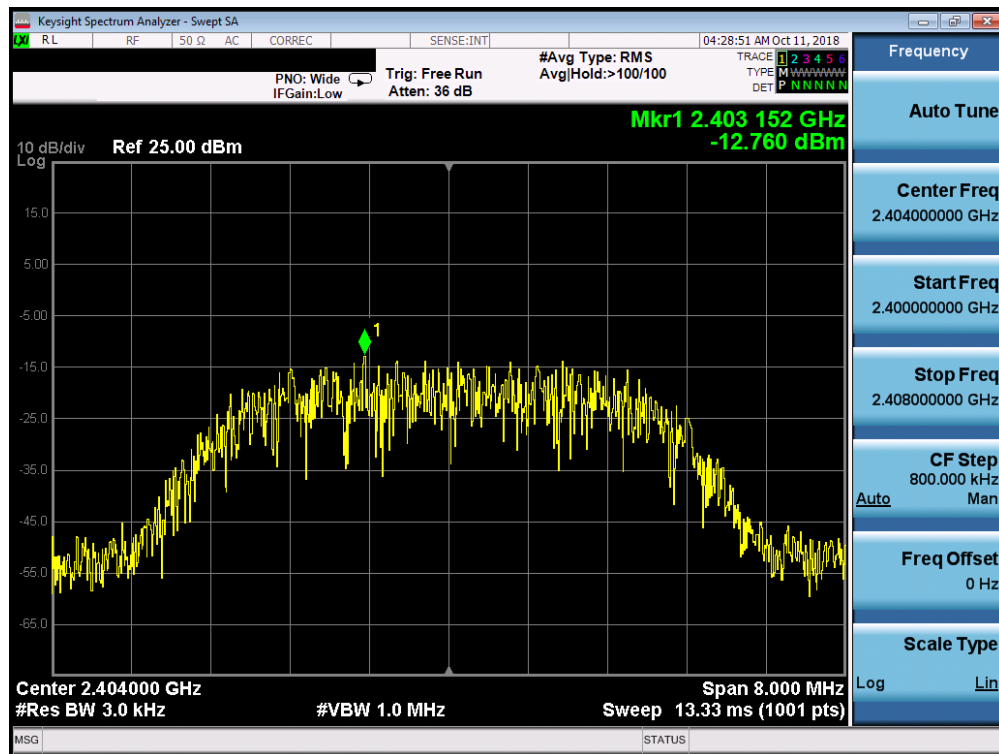 Keysight Spectrum Analyzer - Swept SA
LXI RL RF 50 Ω AC CORREC SENSE:INT 04:28:51 AM Oct 11, 2018
PNO: Wide
IFGain:Low
Trig: Free Run
Atten: 36 dB
#Avg Type: RMS
Avg|Hold:>100/100
TRACE 1 2 3 4 5 6
TYPE M WWWWW
DET P N N N N N
Mkr1 2.403 152 GHz
-12.760 dBm
10 dB/div Ref 25.00 dBm
Log
15.0
5.00
-5.00
-15.0
-25.0
-35.0
-45.0
-55.0
-65.0
1
Center 2.404000 GHz Span 8.000 MHz
#Res BW 3.0 kHz #VBW 1.0 MHz Sweep 13.33 ms (1001 pts)
MSG STATUS
Frequency
Auto Tune
Center Freq
2.404000000 GHz
Start Freq
2.400000000 GHz
Stop Freq
2.408000000 GHz
CF Step
800.000 kHz
Auto Man
Freq Offset
0 Hz
Scale Type
Log Lin